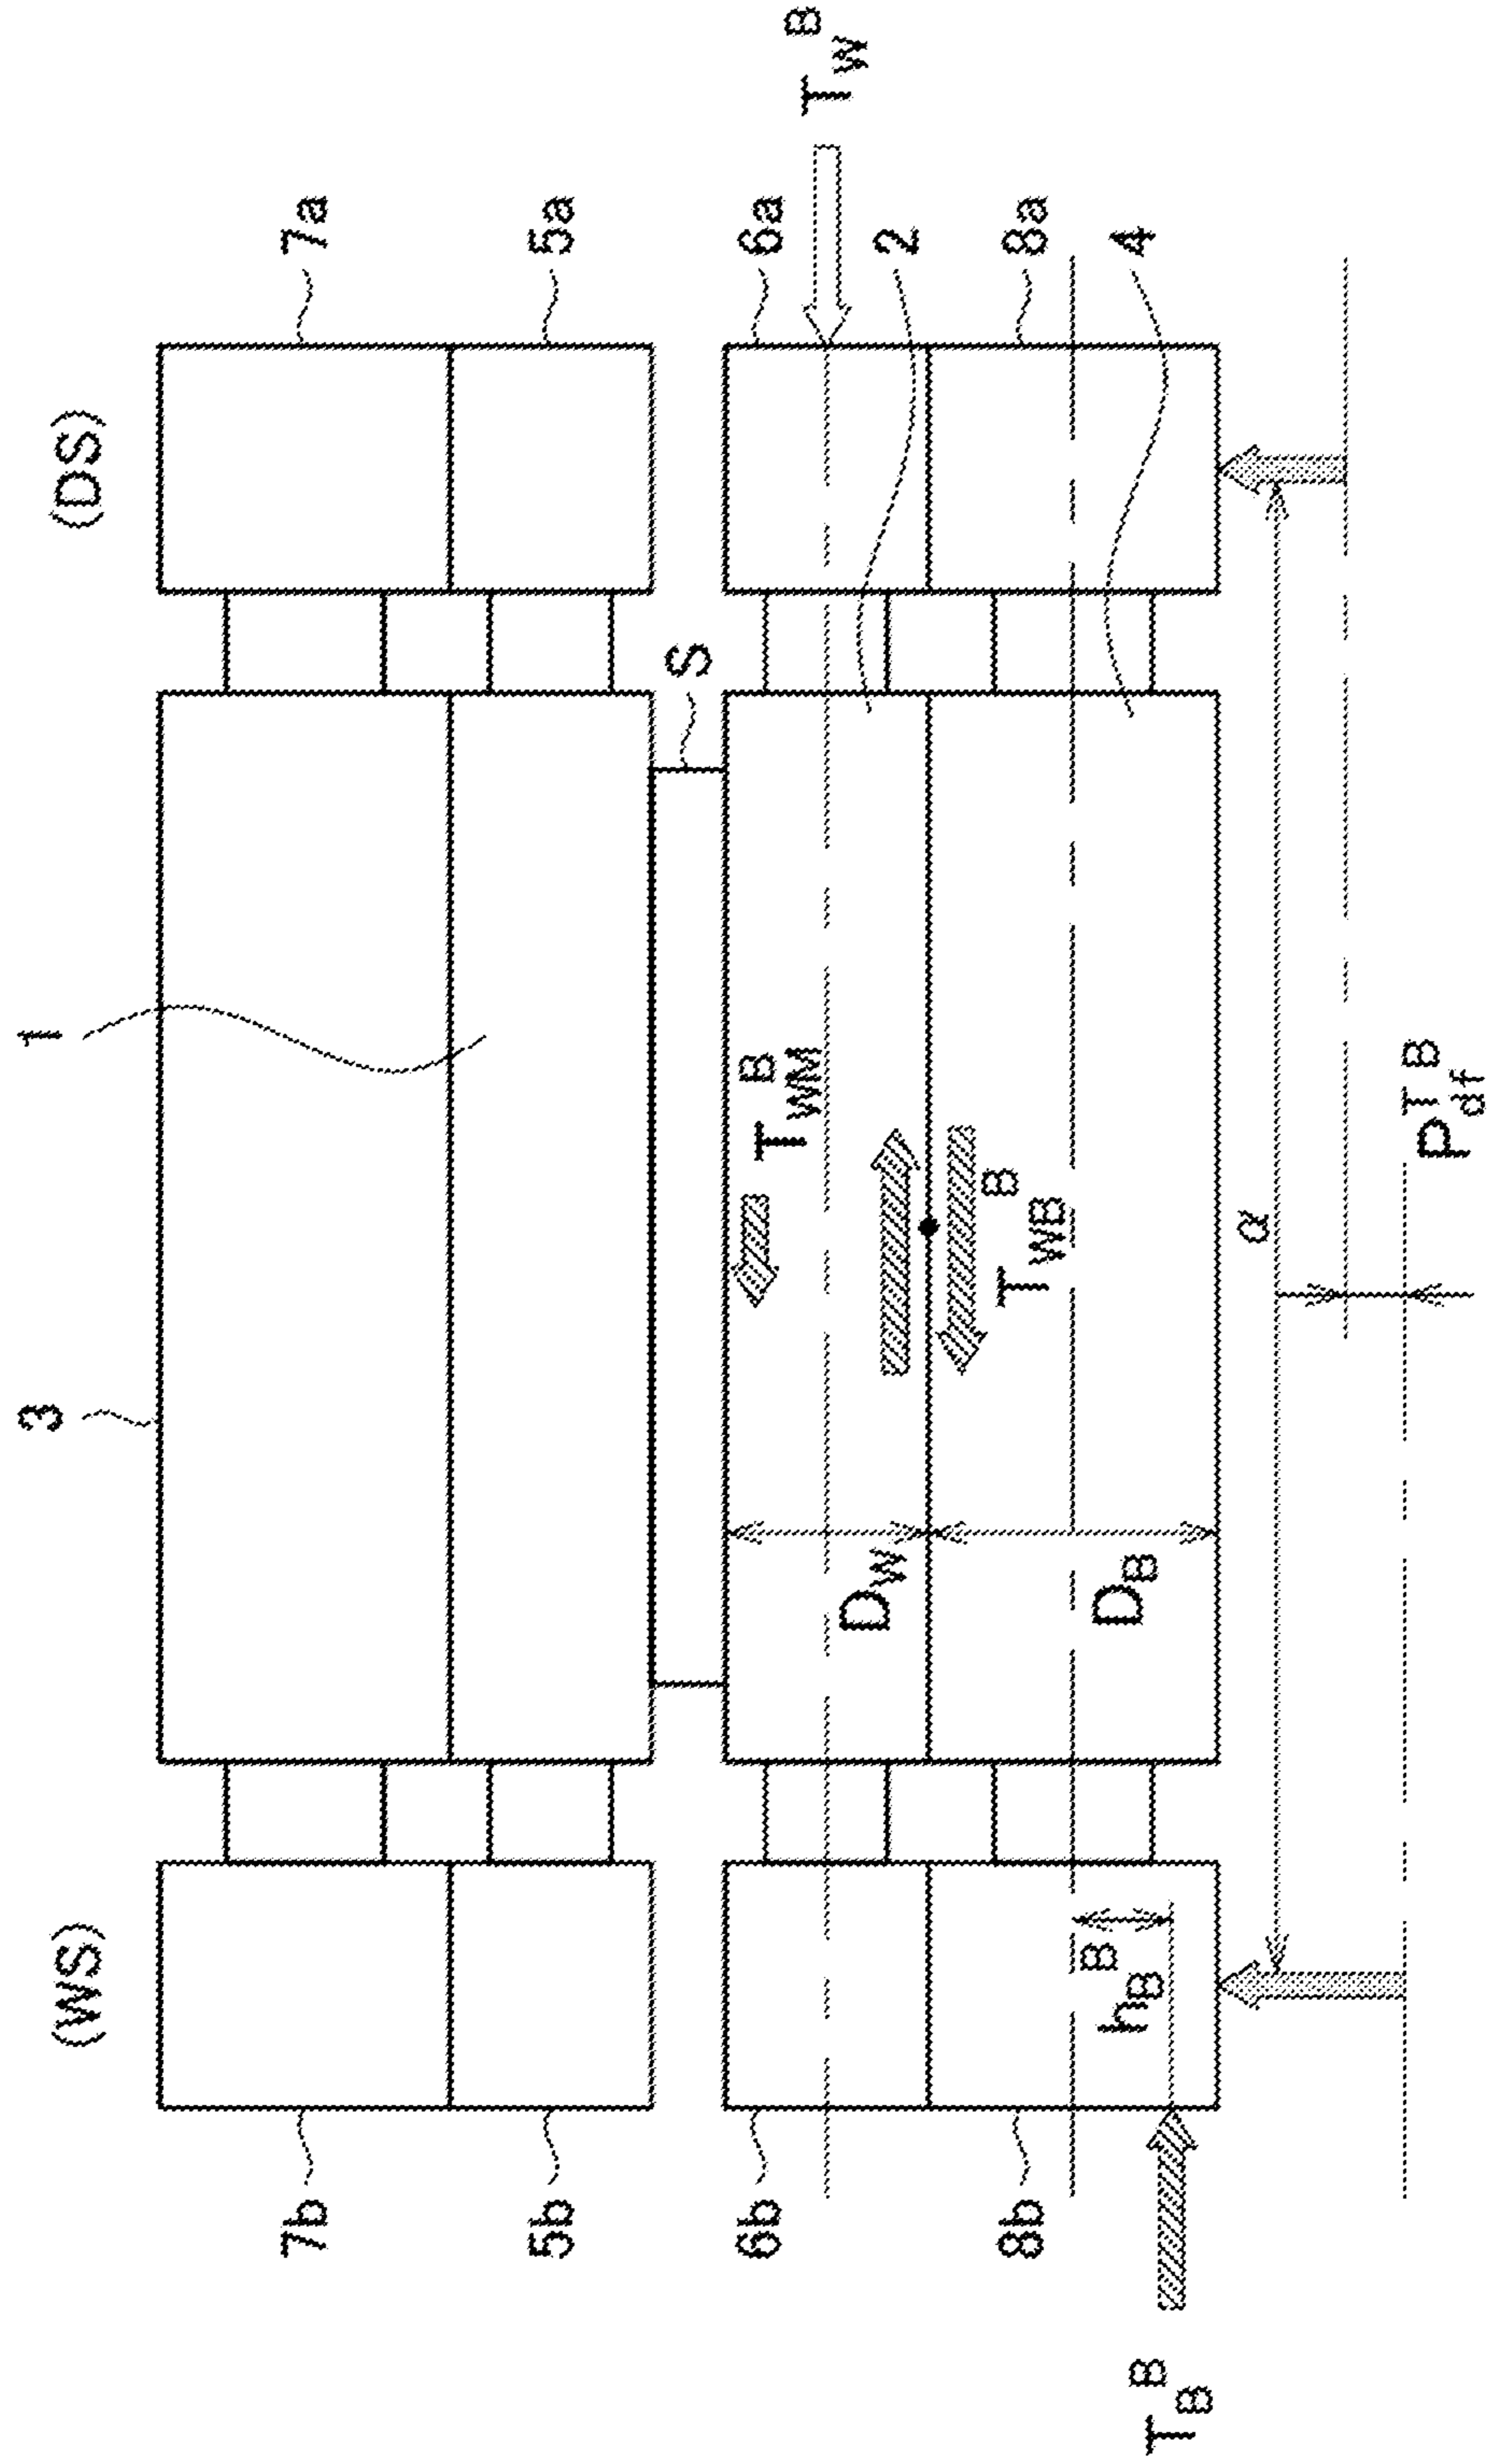 (WS)
(DS)
3
1
7b
7a
5b
5a
S
6b
6a
T_W^B
T_WM^B
2
D_W
8b
8a
T_WB^B
h_B^B
D_B
4
T_B^B
α
P_df^TB